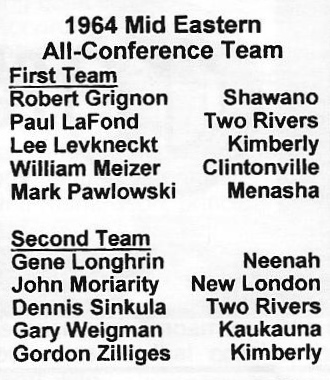 1964 Mid Eastern
All-Conference Team
First Team
Robert Grignon Shawano
Paul LaFond Two Rivers
Lee Levkneckt Kimberly
William Meizer Clintonville
Mark Pawlowski Menasha
Second Team
Gene Longhrin Neenah
John Moriarity New London
Dennis Sinkula Two Rivers
Gary Weigman Kaukauna
Gordon Zilliges Kimberly